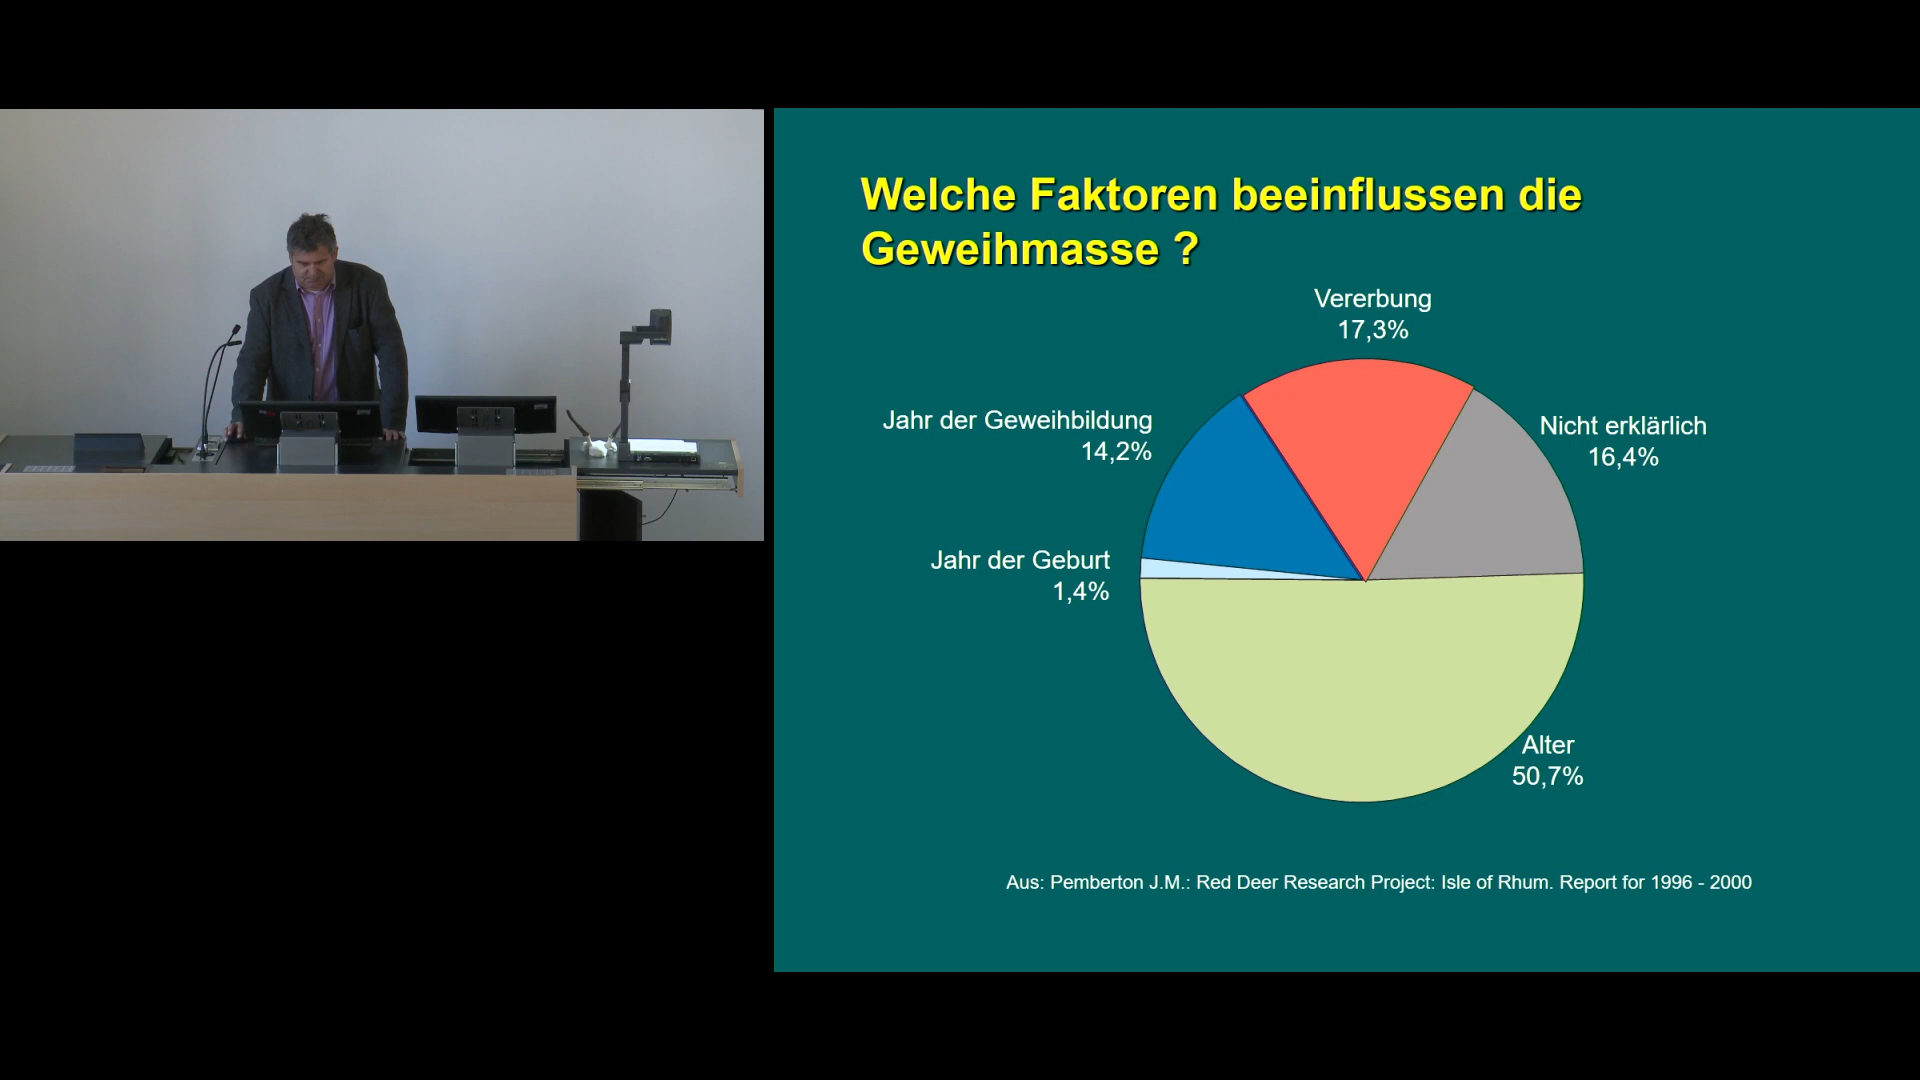 Welche Faktoren beeinflussen die
Geweihmasse ?
Vererbung
17,3%
Jahr der Geweihbildung
14,2%
Nicht erklärlich
16,4%
Jahr der Geburt
1,4%
Alter
50,7%
Aus: Pemberton J.M.: Red Deer Research Project: Isle of Rhum. Report for 1996 - 2000